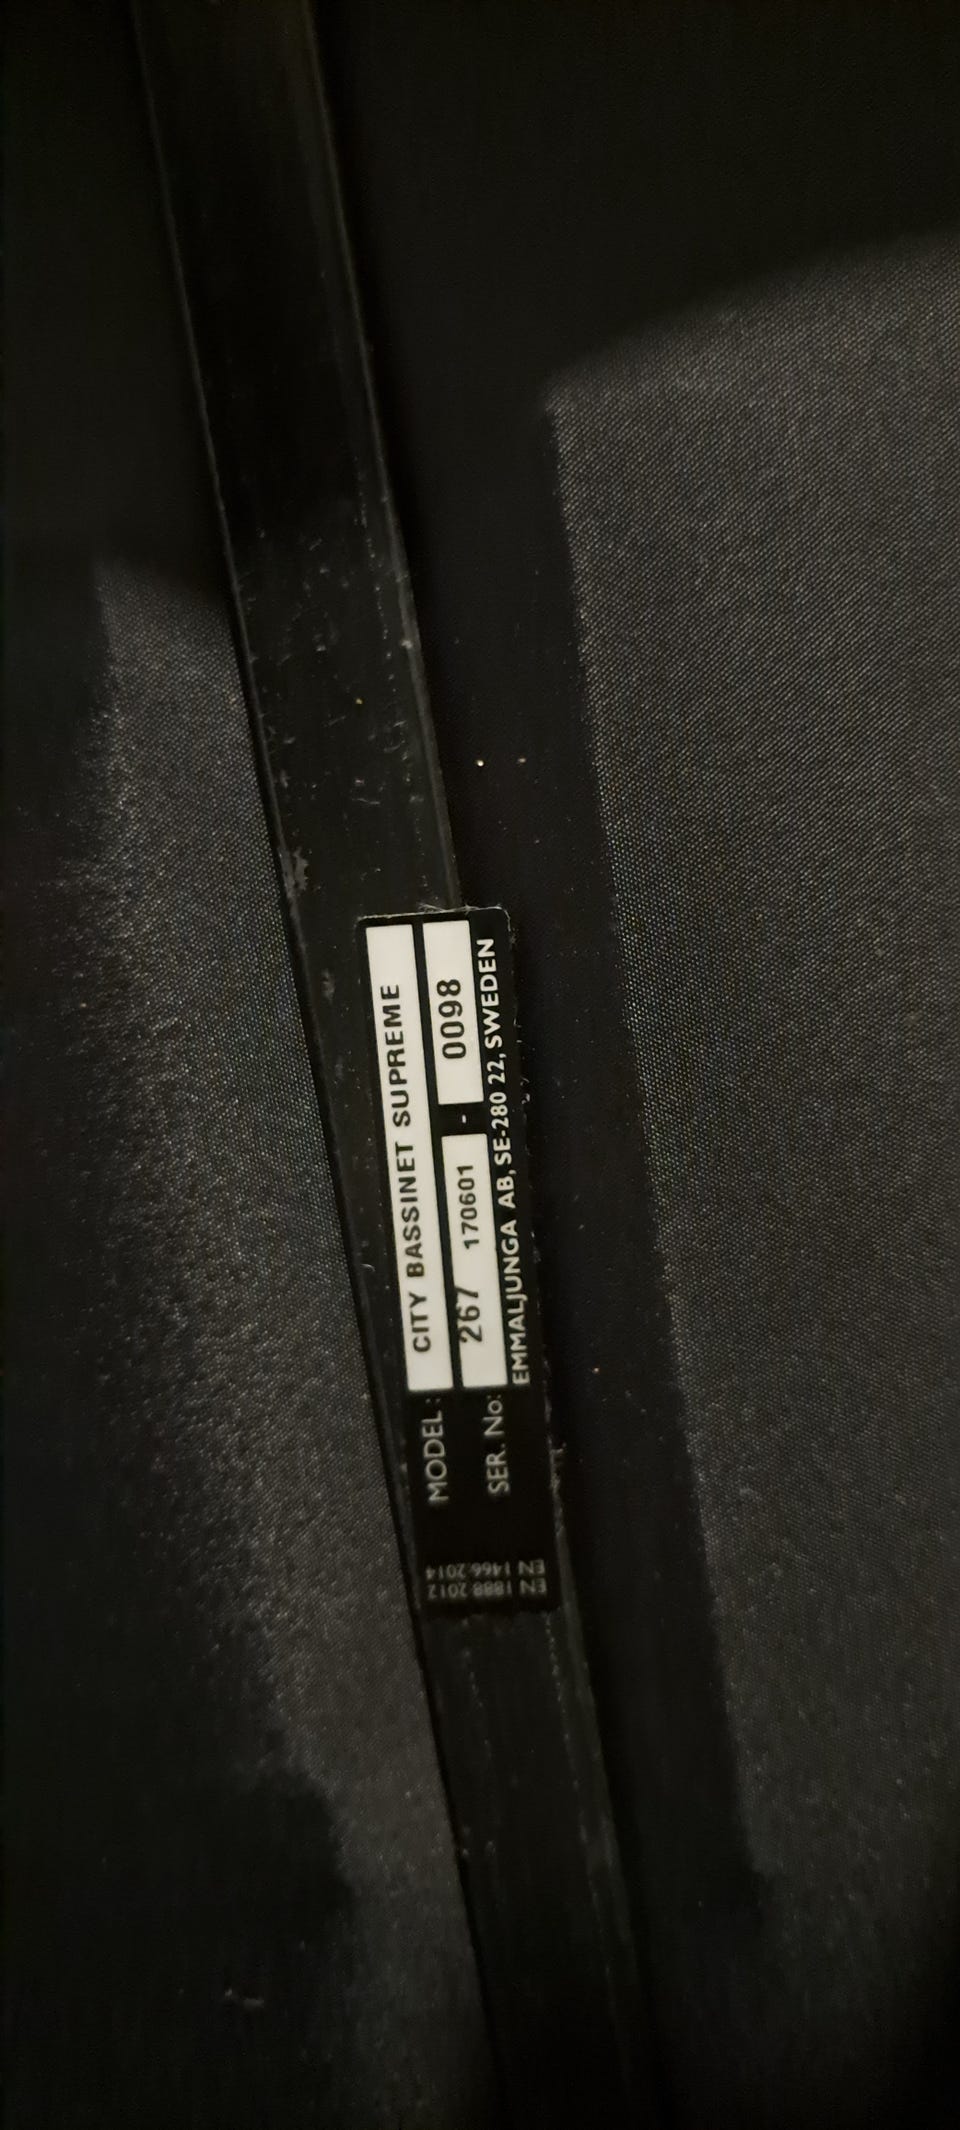 MODEL: CITY BASSINET SUPREME
SER. No: 267 170601 - 0098
EMMALJUNGA AB, SE-280 22, SWEDEN
EN 1888 2012
EN 1466:2014